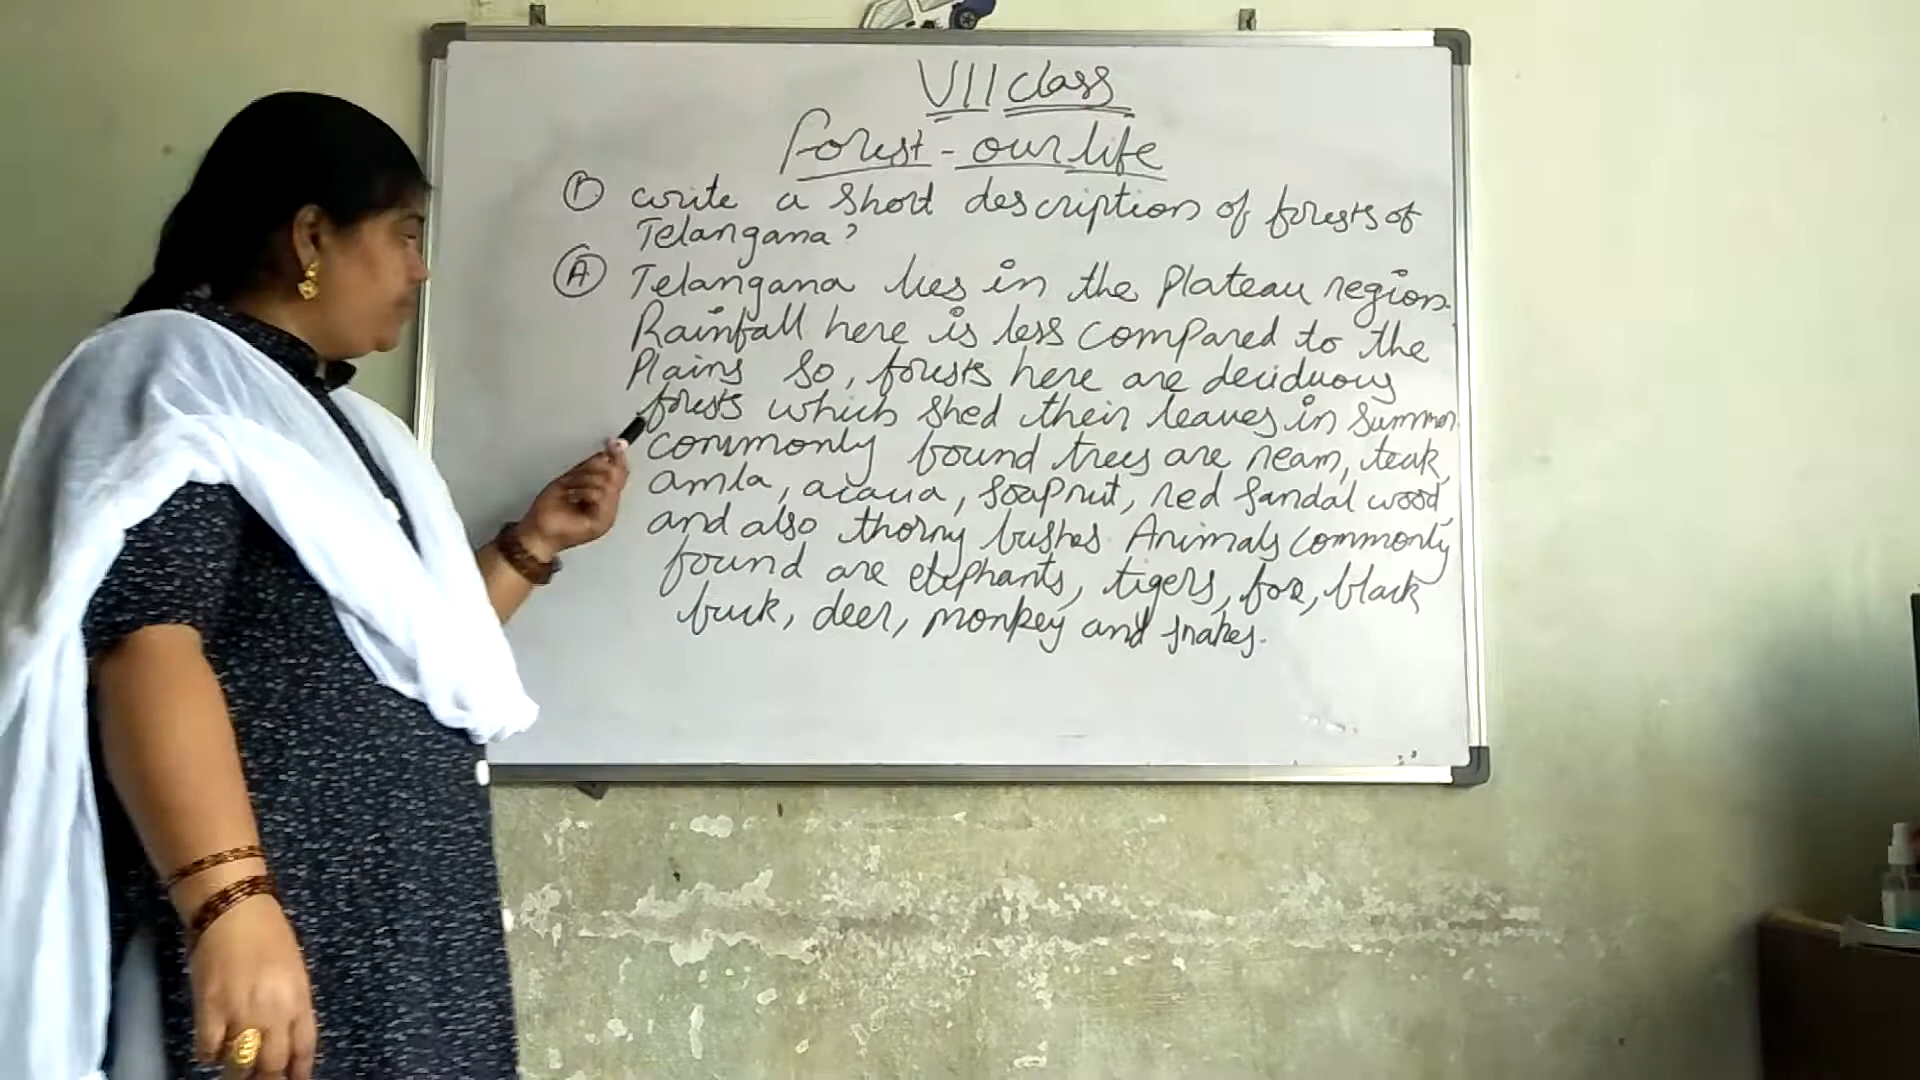 VII class
Forest - our life
① write a short description of forests of
Telangana?
Ⓐ Telangana lies in the Plateau region.
Rainfall here is less compared to the
Plains so, forests here are deciduous
forests which shed their leaves in summer.
commonly found trees are neam, teak,
amla, acacia, soapnut, red sandal wood,
and also thorny bushes. Animals commonly
found are elephants, tigers, fox, black
buck, deer, monkey and snakes.